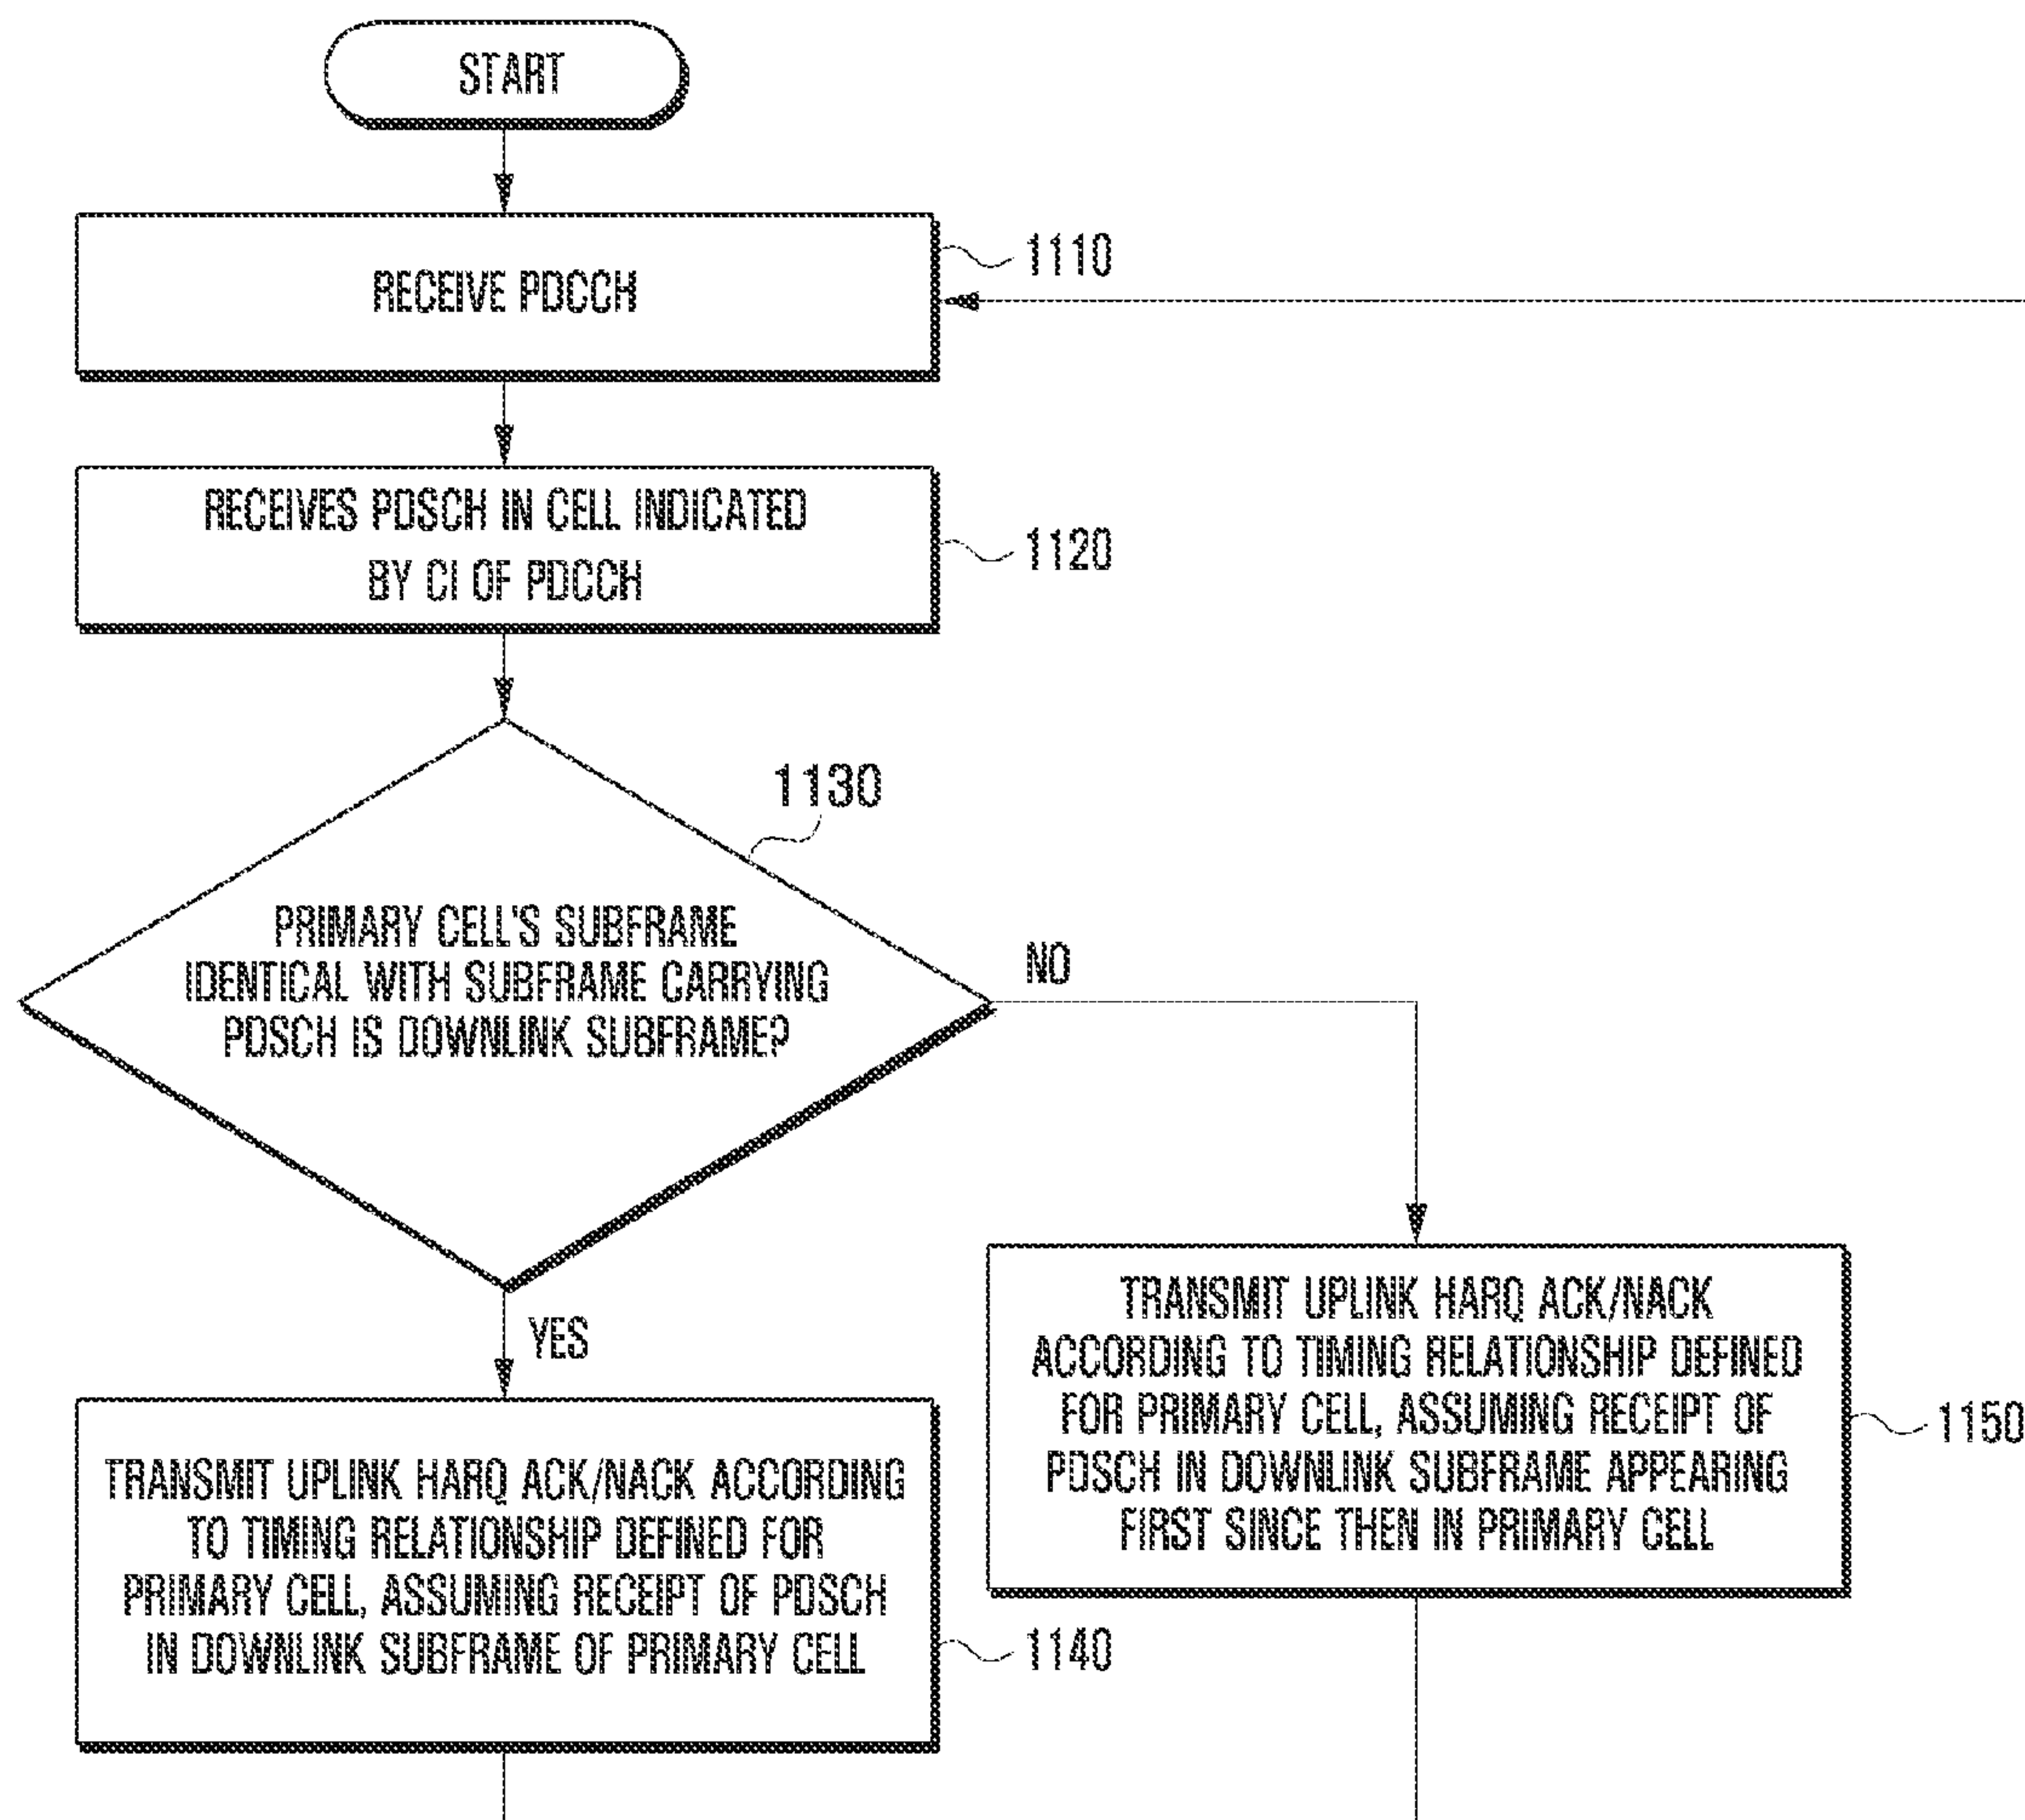 START
RECEIVE PDCCH
1110
RECEIVES PDSCH IN CELL INDICATED
BY CI OF PDCCH
1120
1130
PRIMARY CELL'S SUBFRAME
IDENTICAL WITH SUBFRAME CARRYING
PDSCH IS DOWNLINK SUBFRAME?
NO
YES
TRANSMIT UPLINK HARQ ACK/NACK
ACCORDING TO TIMING RELATIONSHIP DEFINED
FOR PRIMARY CELL, ASSUMING RECEIPT OF
PDSCH IN DOWNLINK SUBFRAME APPEARING
FIRST SINCE THEN IN PRIMARY CELL
1150
TRANSMIT UPLINK HARQ ACK/NACK ACCORDING
TO TIMING RELATIONSHIP DEFINED FOR
PRIMARY CELL, ASSUMING RECEIPT OF PDSCH
IN DOWNLINK SUBFRAME OF PRIMARY CELL
1140